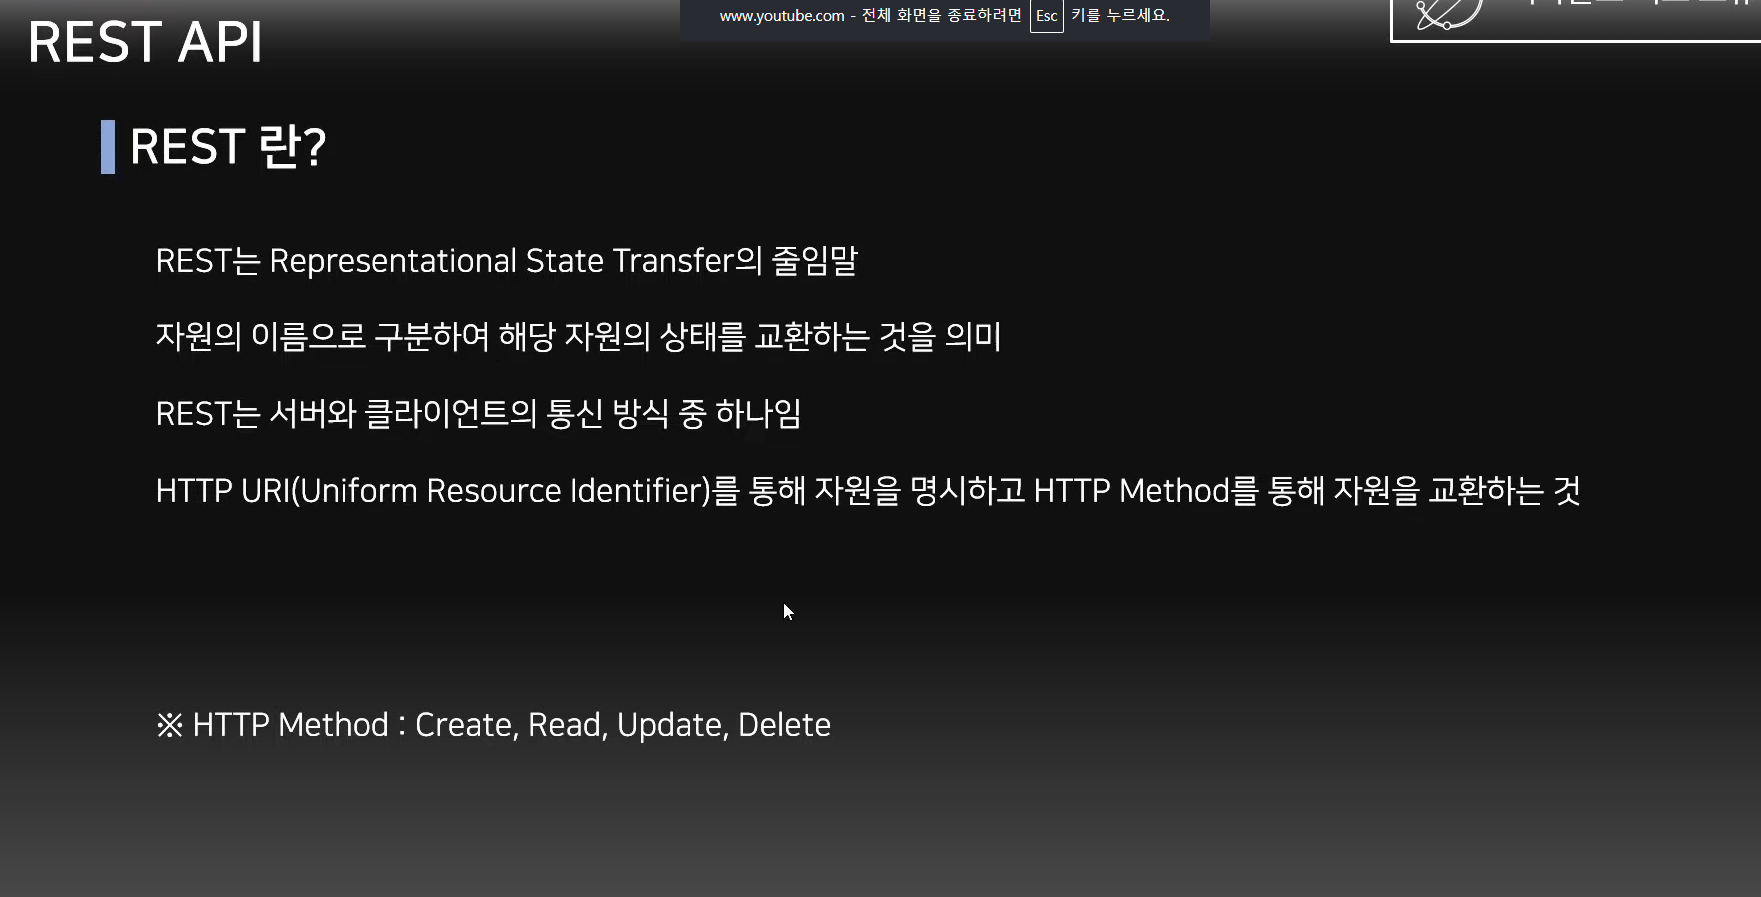 www.youtube.com - 전체 화면을 종료하려면 Esc 키를 누르세요.
REST API
REST 란?
REST는 Representational State Transfer의 줄임말
자원의 이름으로 구분하여 해당 자원의 상태를 교환하는 것을 의미
REST는 서버와 클라이언트의 통신 방식 중 하나임
HTTP URI(Uniform Resource Identifier)를 통해 자원을 명시하고 HTTP Method를 통해 자원을 교환하는 것
※ HTTP Method : Create, Read, Update, Delete